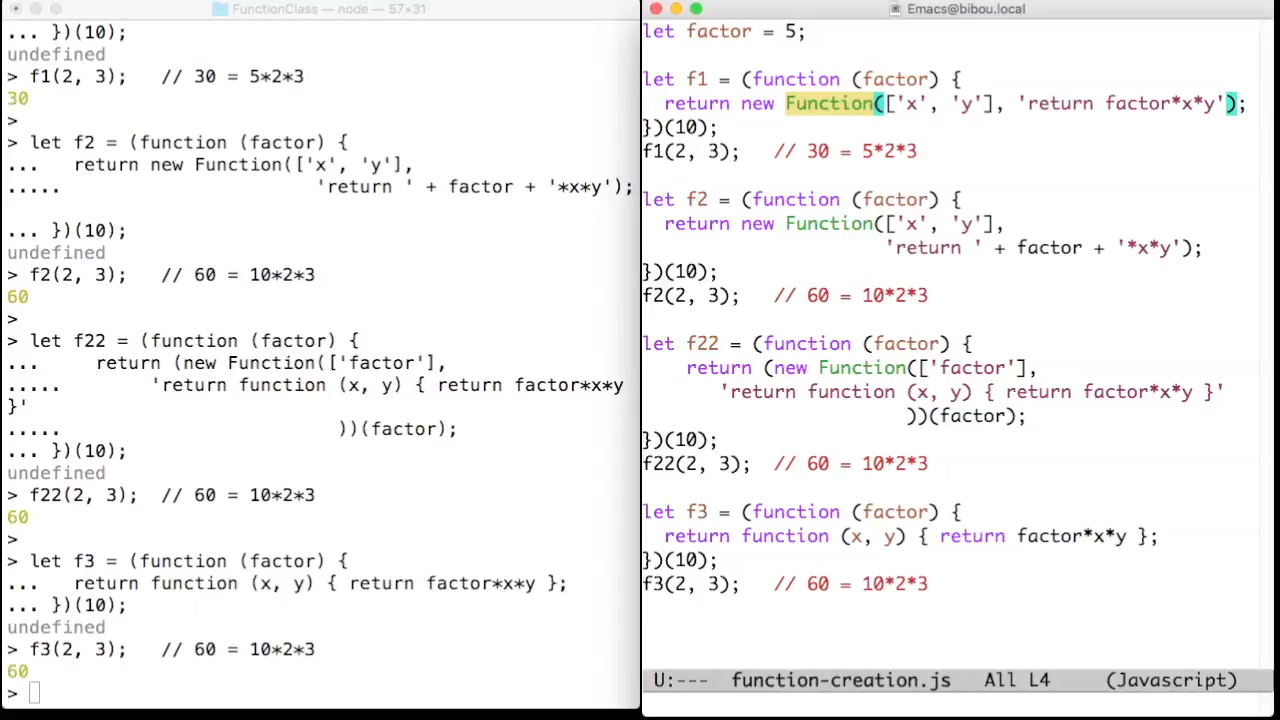 FunctionClass — node — 57×31
... })(10);
undefined
> f1(2, 3);   // 30 = 5*2*3
30
>
> let f2 = (function (factor) {
...   return new Function(['x', 'y'],
.....                       'return ' + factor + '*x*y');
... })(10);
undefined
> f2(2, 3);   // 60 = 10*2*3
60
>
> let f22 = (function (factor) {
...     return (new Function(['factor'],
.....        'return function (x, y) { return factor*x*y
}'
.....                         ))(factor);
... })(10);
undefined
> f22(2, 3);  // 60 = 10*2*3
60
>
> let f3 = (function (factor) {
...   return function (x, y) { return factor*x*y };
... })(10);
undefined
> f3(2, 3);   // 60 = 10*2*3
60
>
Emacs@bibou.local
let factor = 5;
let f1 = (function (factor) {
  return new Function(['x', 'y'], 'return factor*x*y');
})(10);
f1(2, 3);   // 30 = 5*2*3
let f2 = (function (factor) {
  return new Function(['x', 'y'],
                      'return ' + factor + '*x*y');
})(10);
f2(2, 3);   // 60 = 10*2*3
let f22 = (function (factor) {
    return (new Function(['factor'],
       'return function (x, y) { return factor*x*y }'
                        ))(factor);
})(10);
f22(2, 3);  // 60 = 10*2*3
let f3 = (function (factor) {
  return function (x, y) { return factor*x*y };
})(10);
f3(2, 3);   // 60 = 10*2*3
U:---  function-creation.js   All L4     (Javascript)